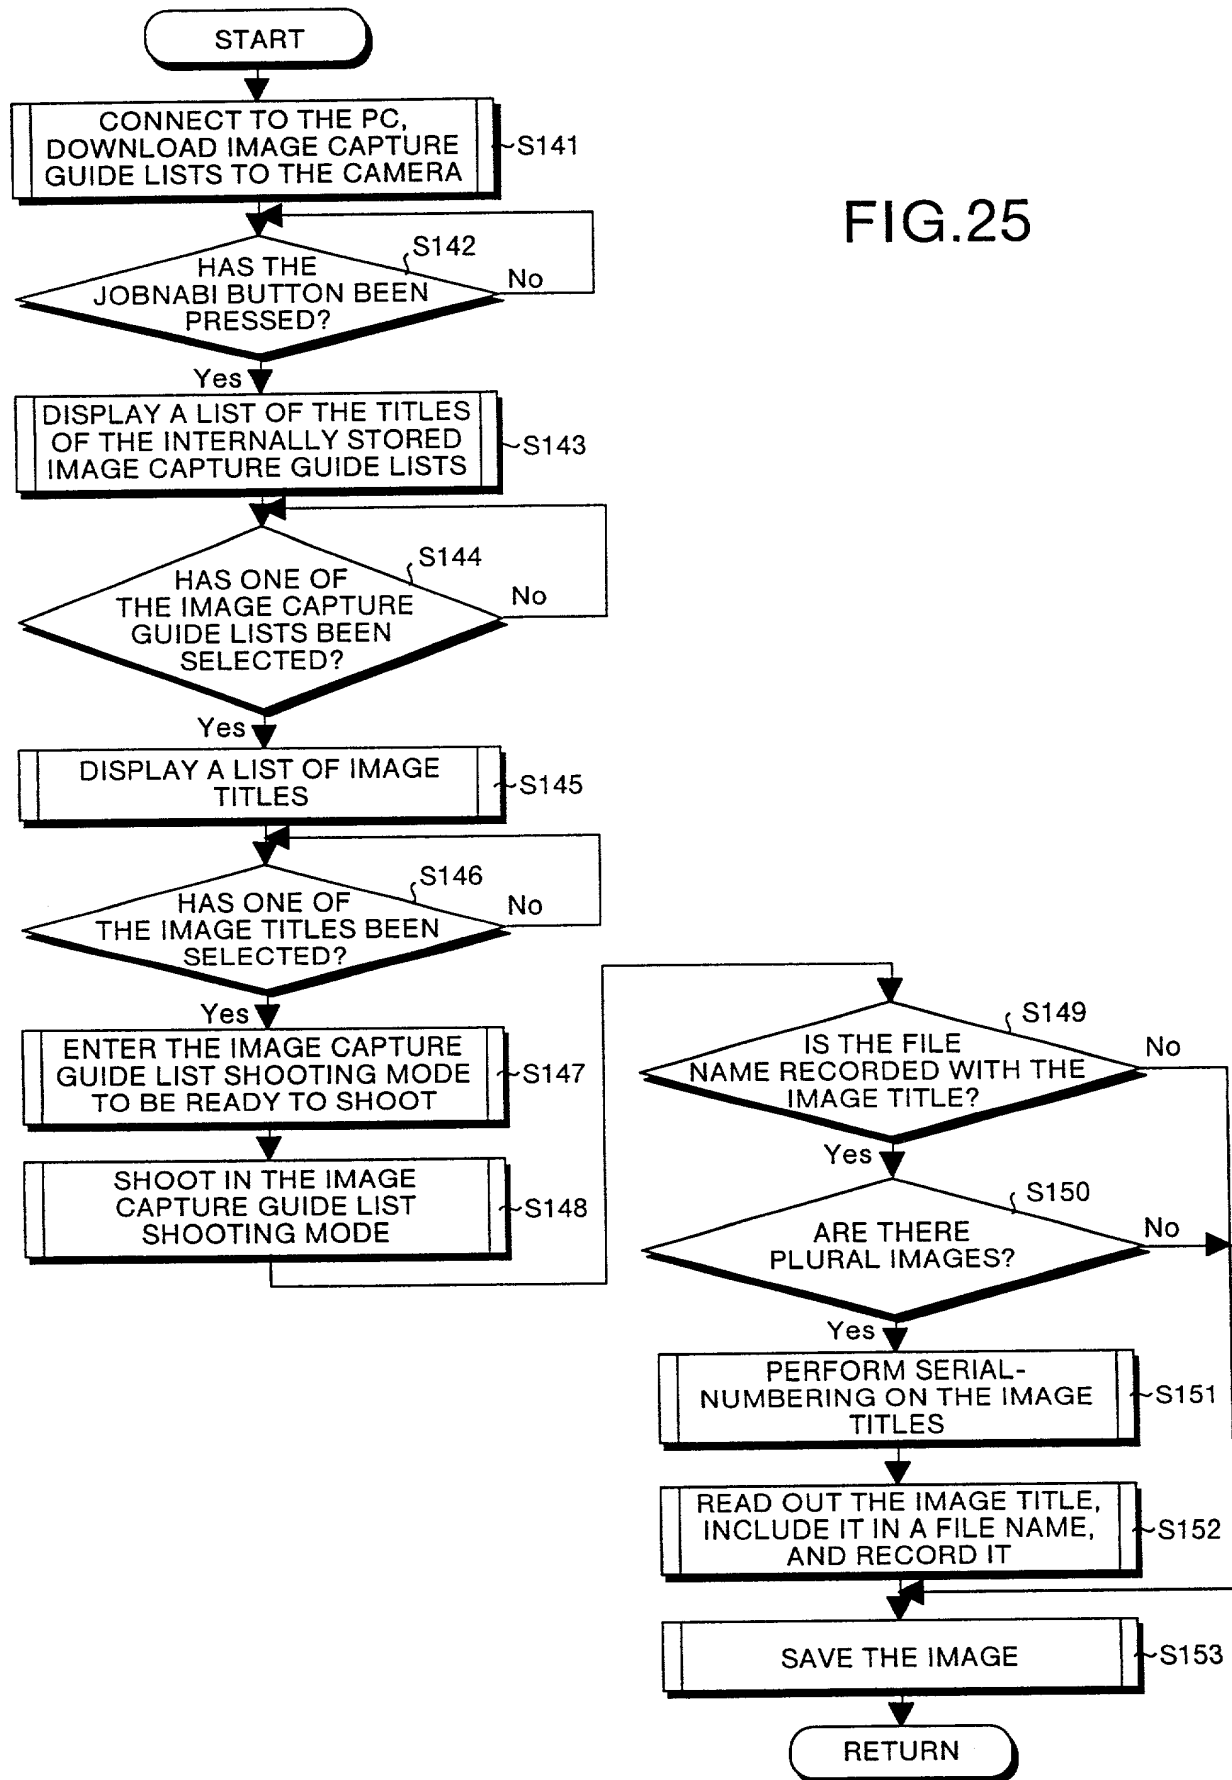 START
CONNECT TO THE PC,
DOWNLOAD IMAGE CAPTURE
GUIDE LISTS TO THE CAMERA
S141
FIG.25
S142
HAS THE
JOBNABI BUTTON BEEN
PRESSED?
No
Yes
DISPLAY A LIST OF THE TITLES
OF THE INTERNALLY STORED
IMAGE CAPTURE GUIDE LISTS
S143
S144
HAS ONE OF
THE IMAGE CAPTURE
GUIDE LISTS BEEN
SELECTED?
No
Yes
DISPLAY A LIST OF IMAGE
TITLES
S145
S146
HAS ONE OF
THE IMAGE TITLES BEEN
SELECTED?
No
Yes
ENTER THE IMAGE CAPTURE
GUIDE LIST SHOOTING MODE
TO BE READY TO SHOOT
S147
SHOOT IN THE IMAGE
CAPTURE GUIDE LIST
SHOOTING MODE
S148
S149
IS THE FILE
NAME RECORDED WITH THE
IMAGE TITLE?
No
Yes
S150
ARE THERE
PLURAL IMAGES?
No
Yes
PERFORM SERIAL-
NUMBERING ON THE IMAGE
TITLES
S151
READ OUT THE IMAGE TITLE,
INCLUDE IT IN A FILE NAME,
AND RECORD IT
S152
SAVE THE IMAGE
S153
RETURN